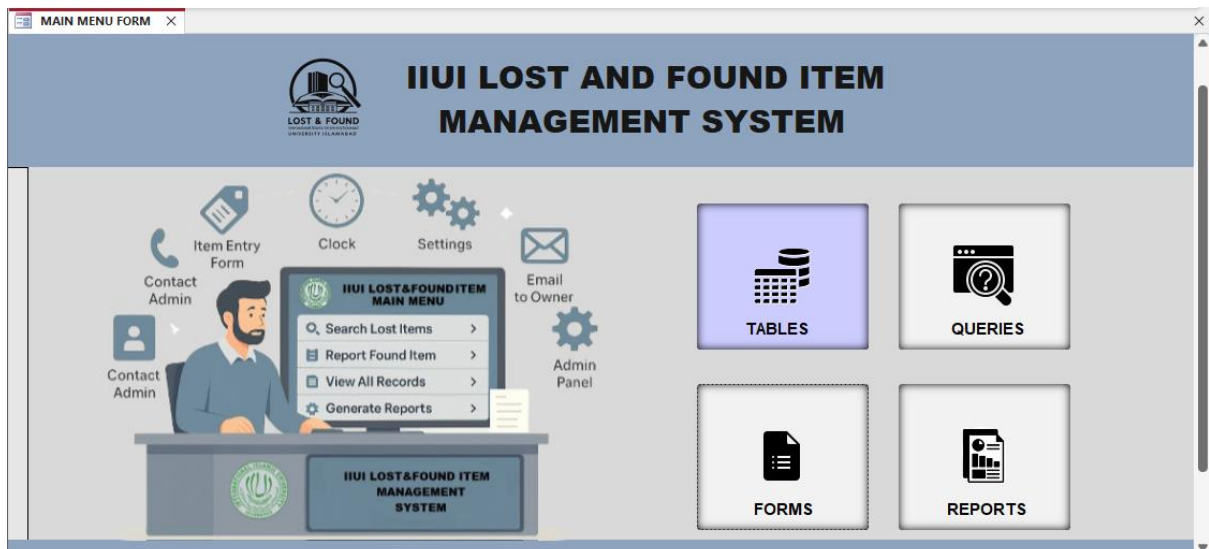 MAIN MENU FORM
IIUI LOST AND FOUND ITEM
MANAGEMENT SYSTEM
LOST & FOUND
UNIVERSITY ISLAMABAD
Item Entry
Form
Clock
Settings
Contact
Admin
Email
to Owner
Contact
Admin
Admin
Panel
IIUI LOST&FOUNDITEM
MAIN MENU
Search Lost Items
Report Found Item
View All Records
Generate Reports
IIUI LOST&FOUND ITEM
MANAGEMENT
SYSTEM
TABLES
QUERIES
FORMS
REPORTS